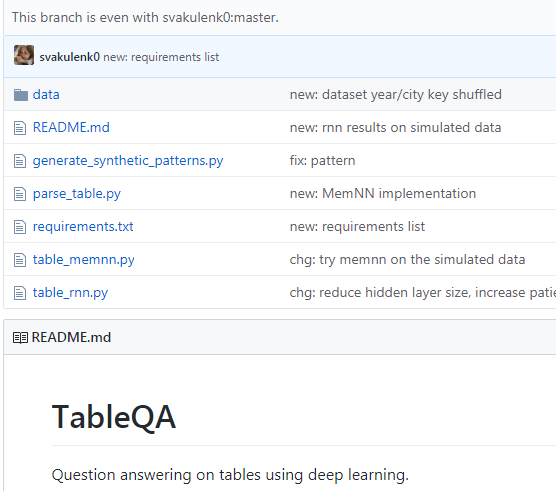 This branch is even with svakulenk0:master.
svakulenk0 new: requirements list
data new: dataset year/city key shuffled
README.md new: rnn results on simulated data
generate_synthetic_patterns.py fix: pattern
parse_table.py new: MemNN implementation
requirements.txt new: requirements list
table_memnn.py chg: try memnn on the simulated data
table_rnn.py chg: reduce hidden layer size, increase patie
README.md
TableQA
Question answering on tables using deep learning.